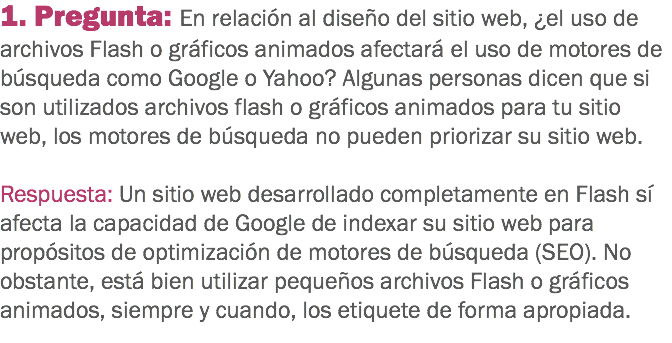 1. Pregunta: En relación al diseño del sitio web, ¿el uso de
archivos Flash o gráficos animados afectará el uso de motores de
búsqueda como Google o Yahoo? Algunas personas dicen que si
son utilizados archivos flash o gráficos animados para tu sitio
web, los motores de búsqueda no pueden priorizar su sitio web.
Respuesta: Un sitio web desarrollado completamente en Flash sí
afecta la capacidad de Google de indexar su sitio web para
propósitos de optimización de motores de búsqueda (SEO). No
obstante, está bien utilizar pequeños archivos Flash o gráficos
animados, siempre y cuando, los etiquete de forma apropiada.